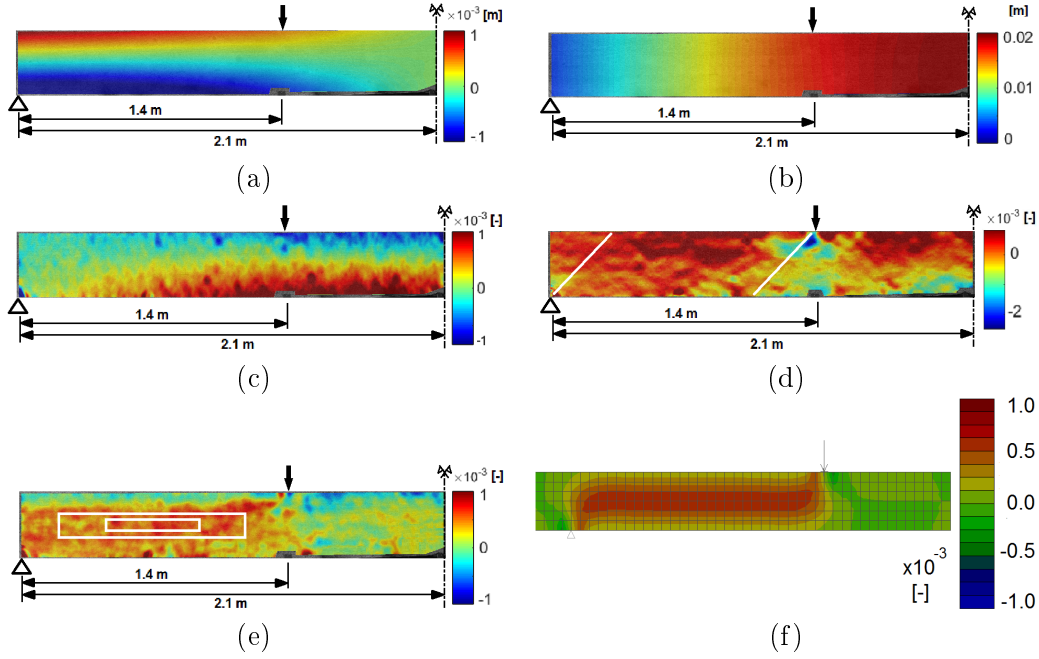 ×10⁻³ [m]
1
0
-1
1.4 m
2.1 m
(a)
[m]
0.02
0.01
0
1.4 m
2.1 m
(b)
×10⁻³ [-]
1
0
-1
1.4 m
2.1 m
(c)
×10⁻³ [-]
0
-2
1.4 m
2.1 m
(d)
×10⁻³ [-]
1
0
-1
1.4 m
2.1 m
(e)
1.0
0.5
0.0
-0.5
-1.0
x10⁻³
[-]
(f)